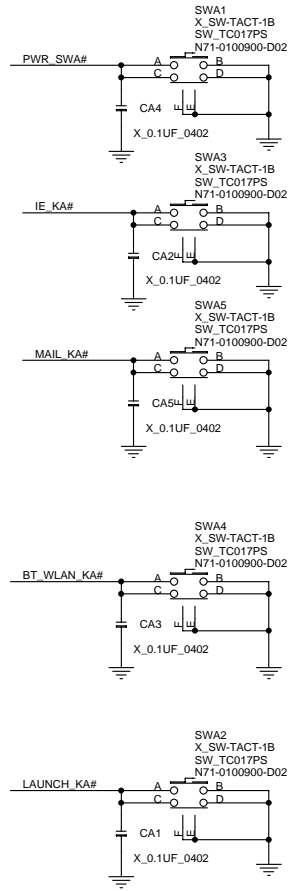 SWA1
X_SW-TACT-1B
SW_TC017PS
N71-0100900-D02
PWR_SWA#
A B
C D
CA4
F E
X_0.1UF_0402
SWA3
X_SW-TACT-1B
SW_TC017PS
N71-0100900-D02
IE_KA#
A B
C D
CA2
F E
X_0.1UF_0402
SWA5
X_SW-TACT-1B
SW_TC017PS
N71-0100900-D02
MAIL_KA#
A B
C D
CA5
F E
X_0.1UF_0402
SWA4
X_SW-TACT-1B
SW_TC017PS
N71-0100900-D02
BT_WLAN_KA#
A B
C D
CA3
F E
X_0.1UF_0402
SWA2
X_SW-TACT-1B
SW_TC017PS
N71-0100900-D02
LAUNCH_KA#
A B
C D
CA1
F E
X_0.1UF_0402